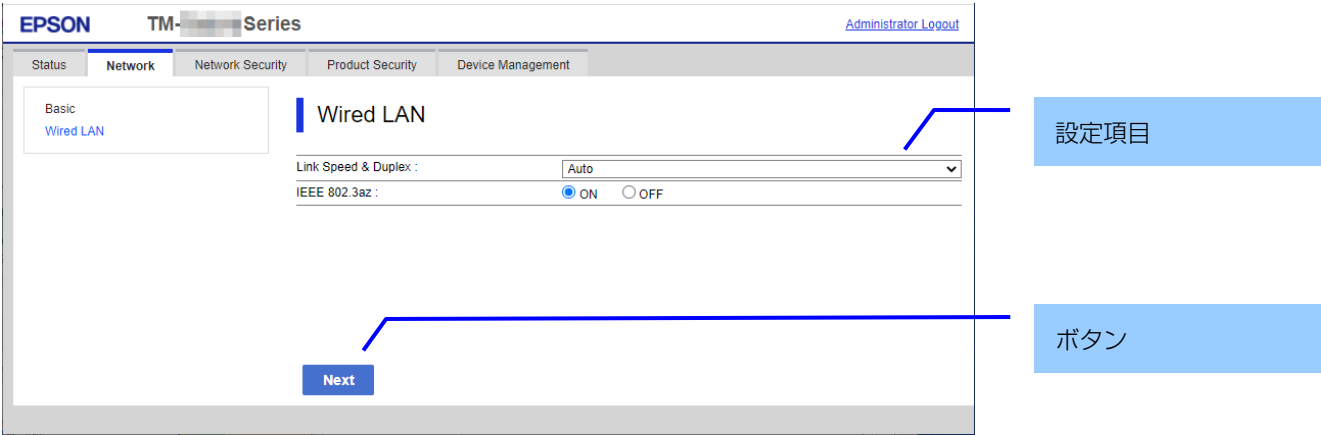 EPSON TM- Series Administrator Logout
Status Network Network Security Product Security Device Management
Basic
Wired LAN
Wired LAN
設定項目
Link Speed & Duplex : Auto
IEEE 802.3az : ON OFF
ボタン
Next